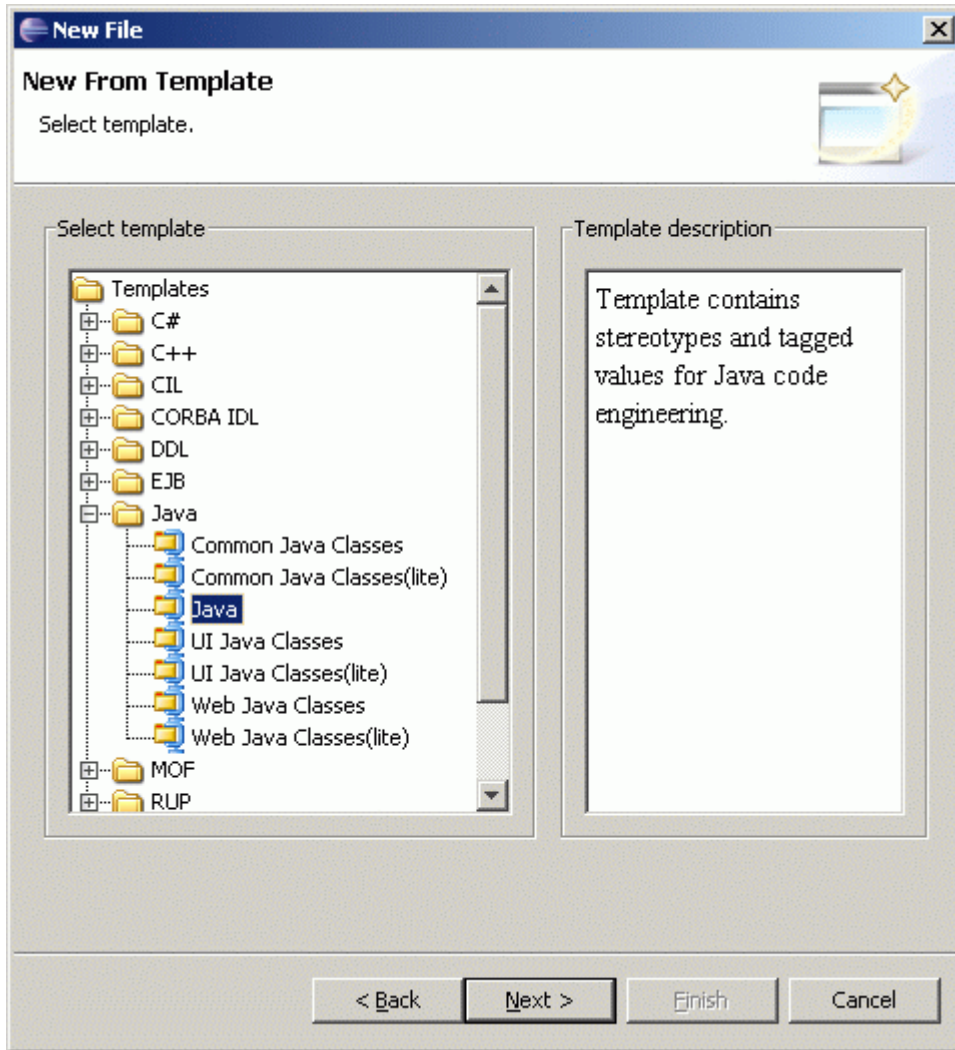 New File
New From Template
Select template.
Select template
Templates
C#
C++
CIL
CORBA IDL
DDL
EJB
Java
Common Java Classes
Common Java Classes(lite)
Java
UI Java Classes
UI Java Classes(lite)
Web Java Classes
Web Java Classes(lite)
MOF
RUP
Template description
Template contains
stereotypes and tagged
values for Java code
engineering.
< Back
Next >
Finish
Cancel